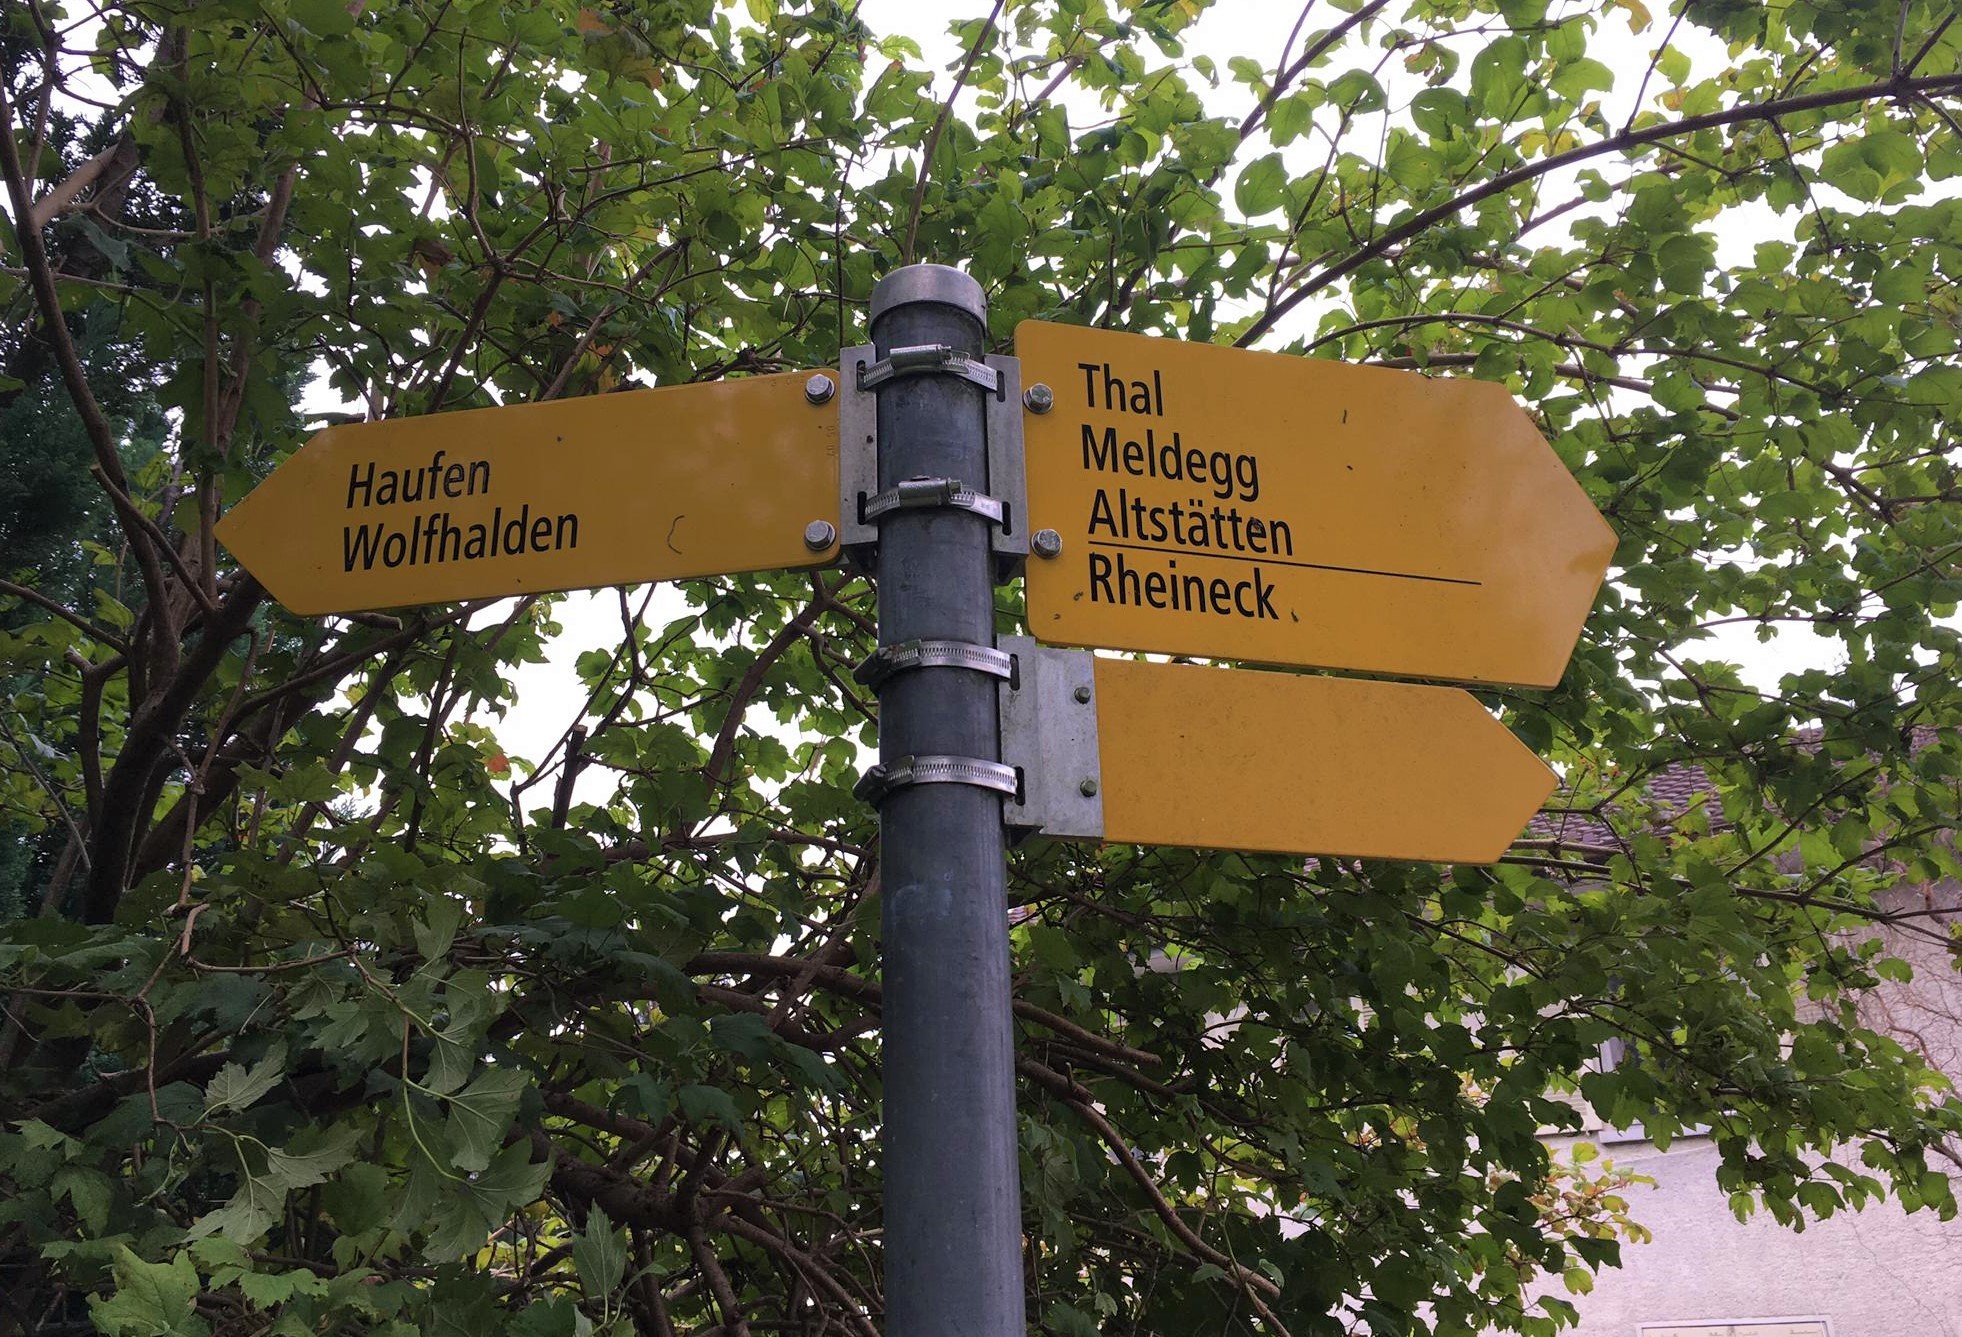 Haufen
Wolfhalden
Thal
Meldegg
Altstätten
Rheineck